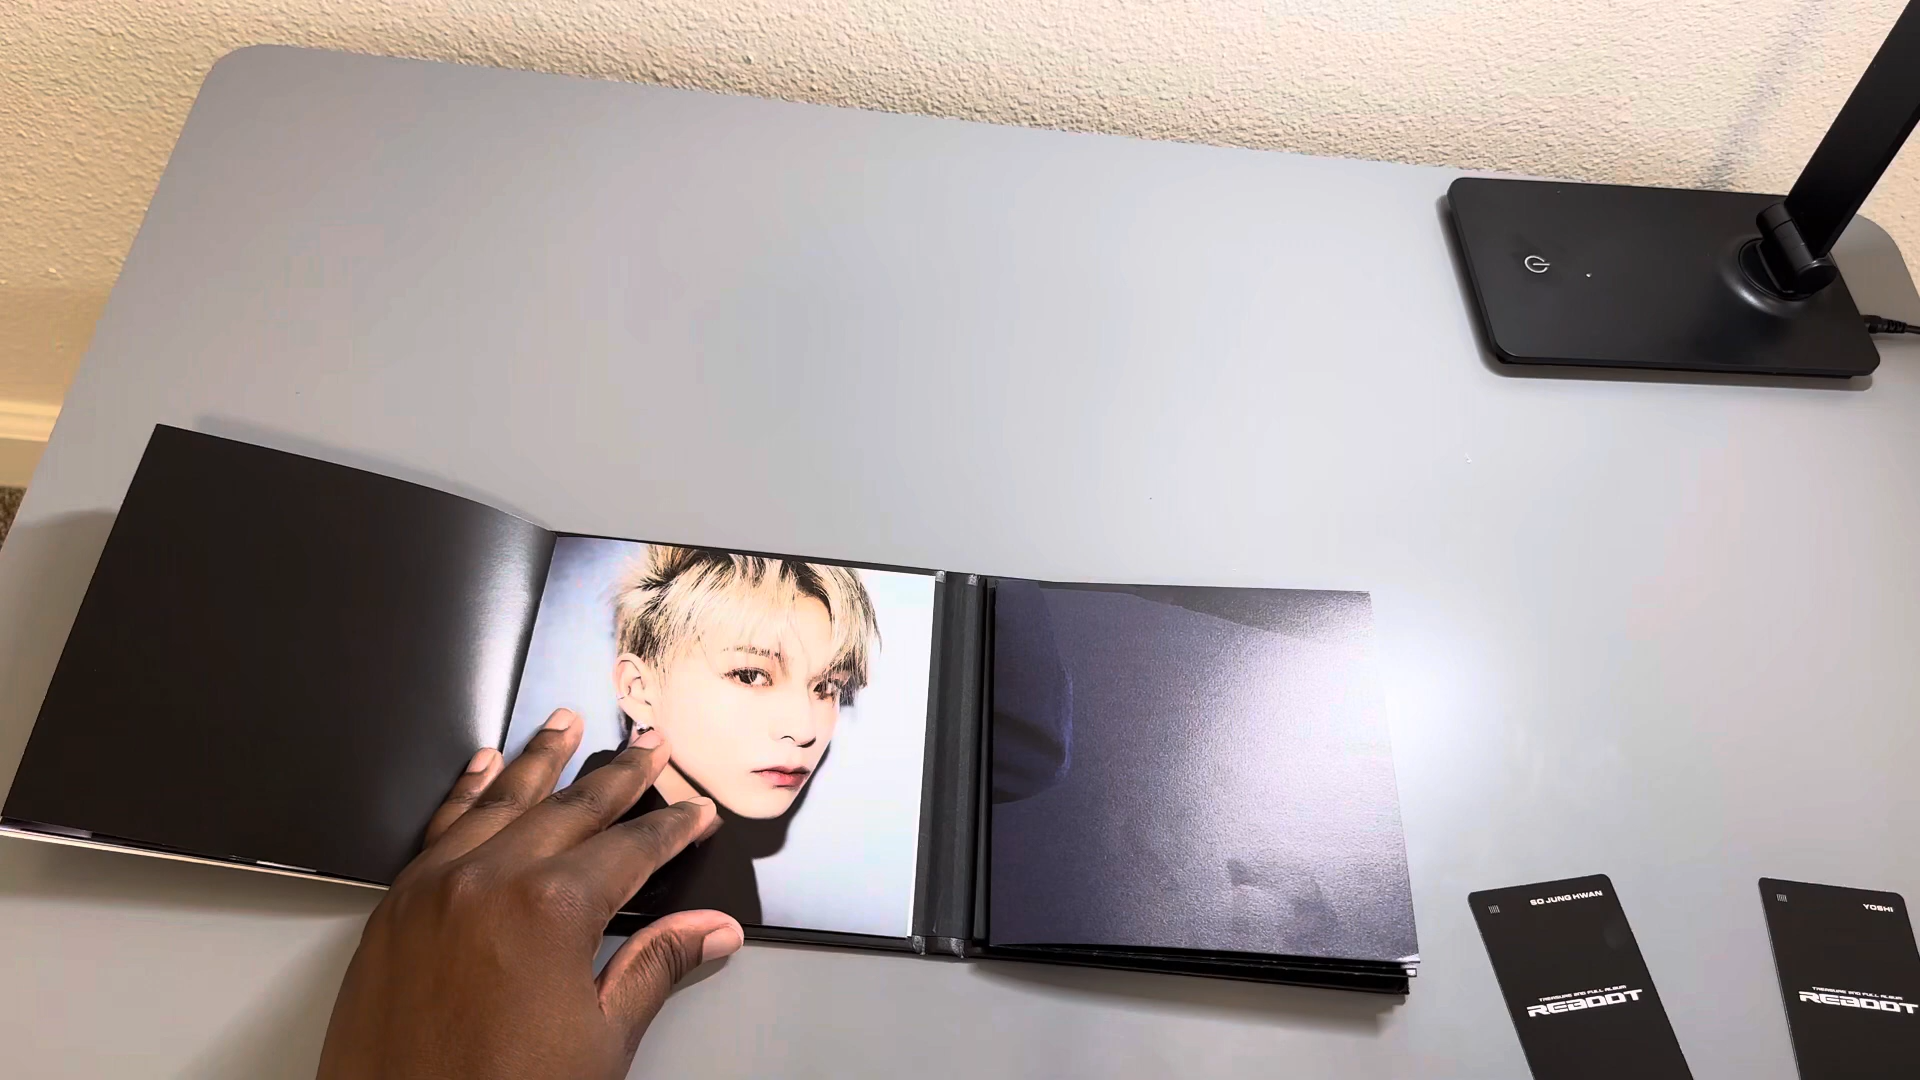 SO JUNG HWAN
TREASURE 2ND FULL ALBUM
REBOOT
YOSHI
TREASURE 2ND FULL ALBUM
REBOOT